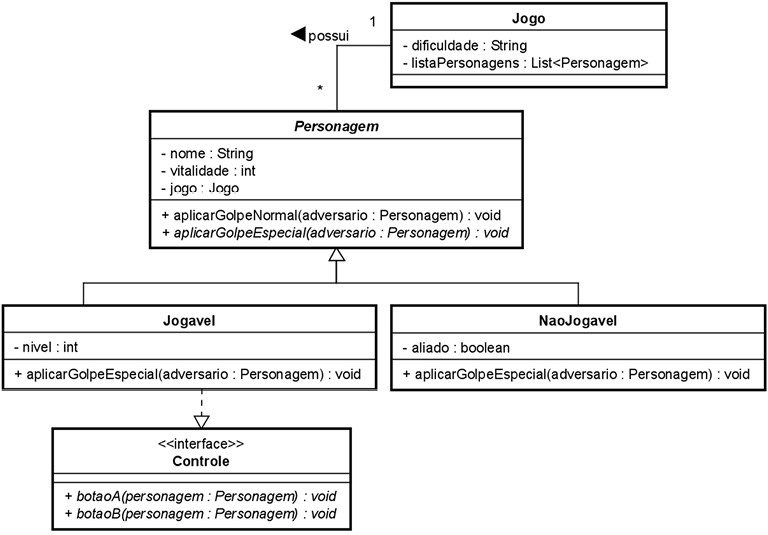 Jogo
- dificuldade : String
- listaPersonagens : List<Personagem>
1
possui
*
Personagem
- nome : String
- vitalidade : int
- jogo : Jogo
+ aplicarGolpeNormal(adversario : Personagem) : void
+ aplicarGolpeEspecial(adversario : Personagem) : void
Jogavel
- nivel : int
+ aplicarGolpeEspecial(adversario : Personagem) : void
NaoJogavel
- aliado : boolean
+ aplicarGolpeEspecial(adversario : Personagem) : void
<<interface>>
Controle
+ botaoA(personagem : Personagem) : void
+ botaoB(personagem : Personagem) : void